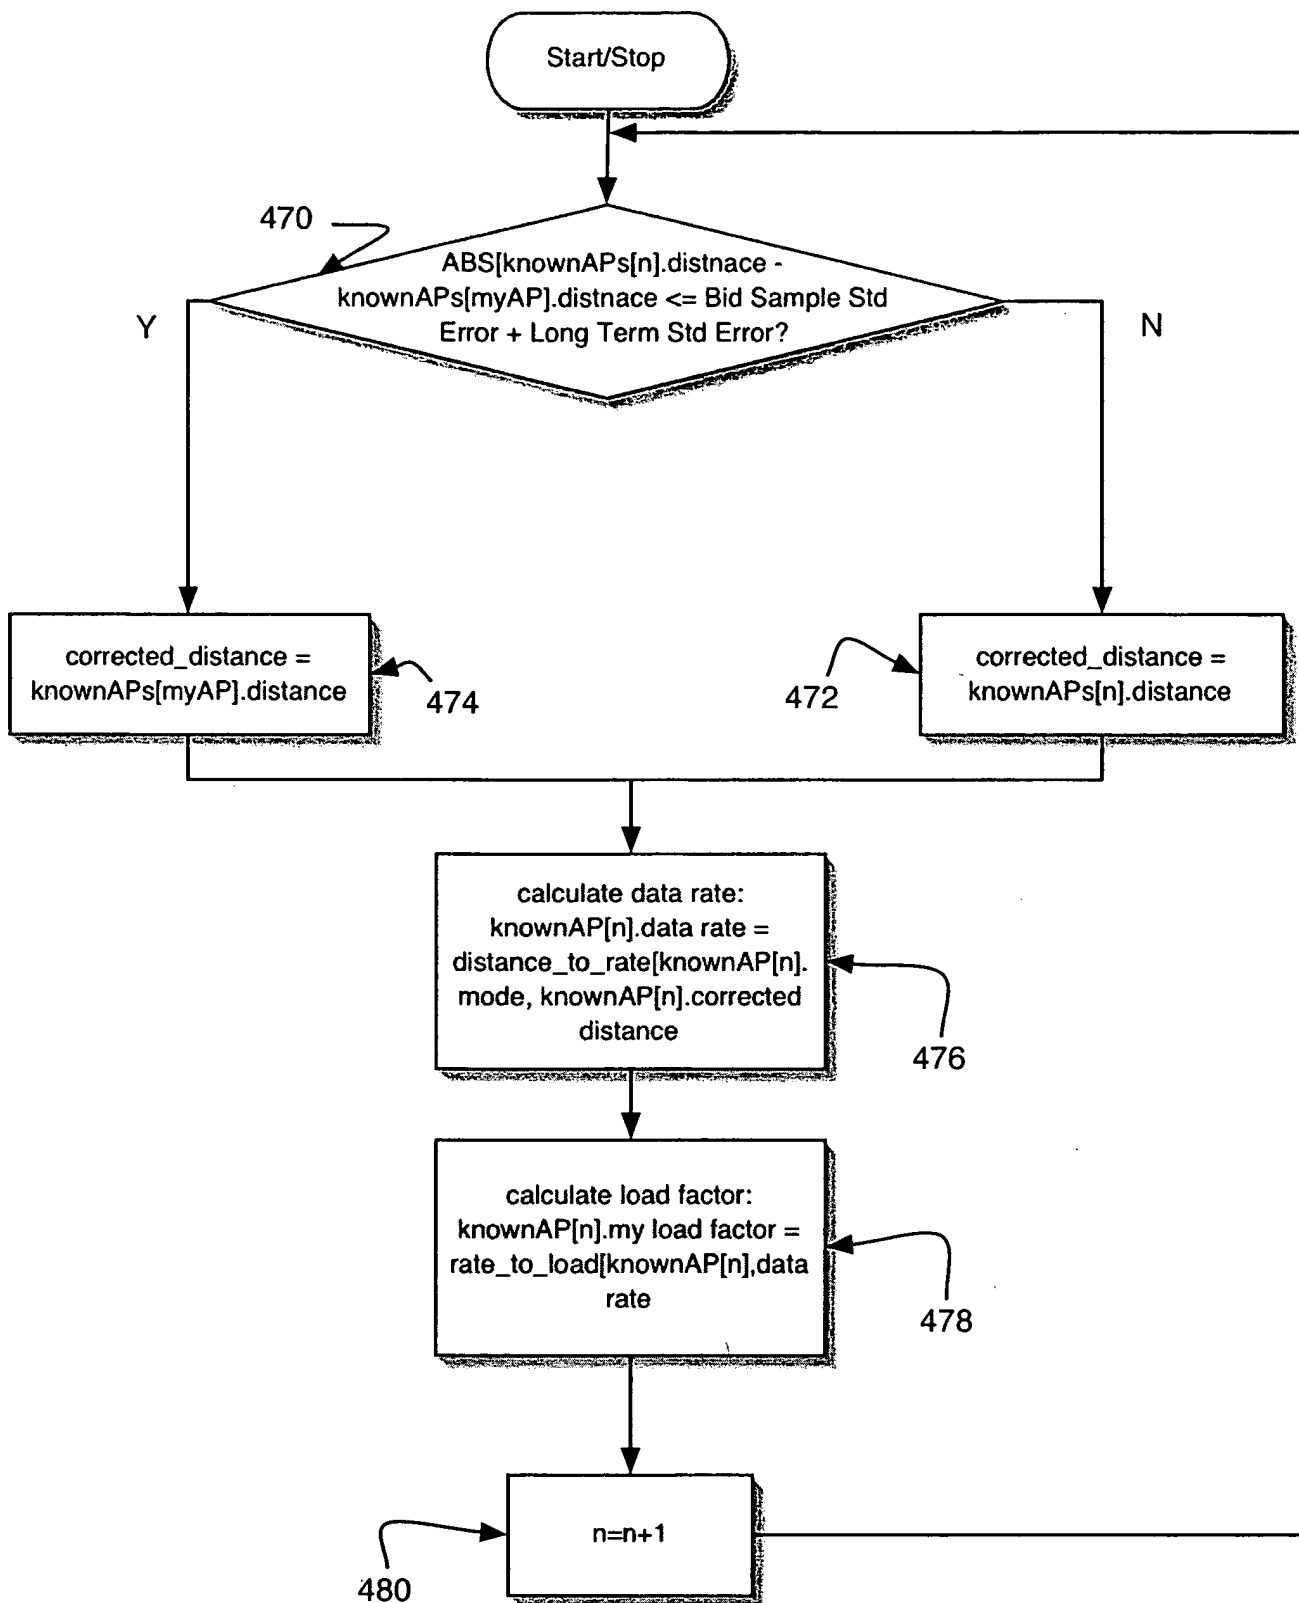 Start/Stop
470
ABS[knownAPs[n].distnace -
knownAPs[myAP].distnace <= Bid Sample Std
Error + Long Term Std Error?
Y
N
corrected_distance =
knownAPs[myAP].distance
474
472
corrected_distance =
knownAPs[n].distance
calculate data rate:
knownAP[n].data rate =
distance_to_rate[knownAP[n].
mode, knownAP[n].corrected
distance
476
calculate load factor:
knownAP[n].my load factor =
rate_to_load[knownAP[n],data
rate
478
n=n+1
480